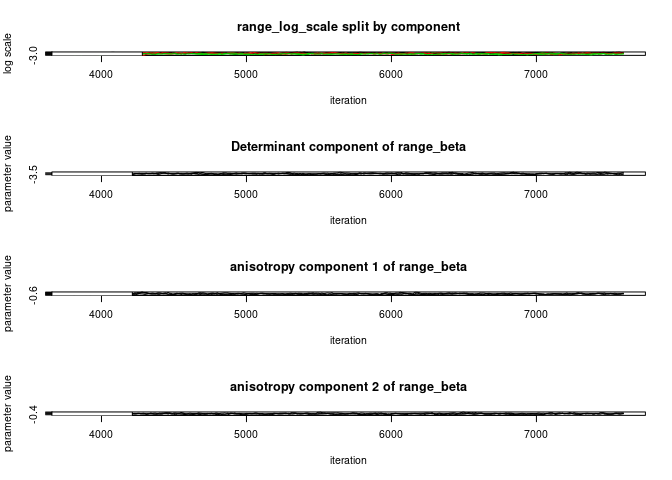 range_log_scale split by component
log scale
-3.0
4000 5000 6000 7000
iteration
Determinant component of range_beta
parameter value
-3.5
4000 5000 6000 7000
iteration
anisotropy component 1 of range_beta
parameter value
-0.6
4000 5000 6000 7000
iteration
anisotropy component 2 of range_beta
parameter value
-0.4
4000 5000 6000 7000
iteration